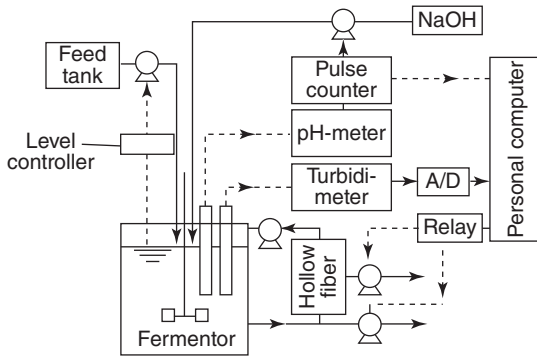 NaOH
Feed
tank
Pulse
counter
Level
controller
pH-meter
Turbidi-
meter
A/D
Personal computer
Relay
Hollow
fiber
Fermentor